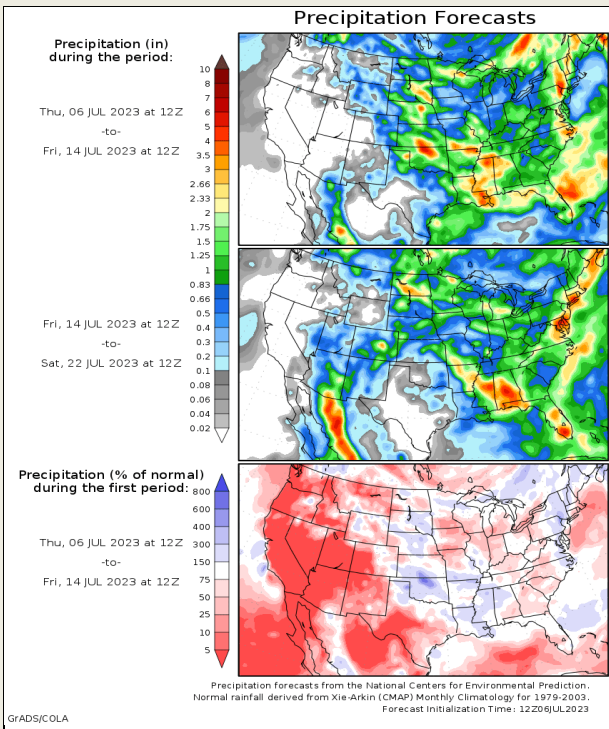 Precipitation Forecasts
Precipitation (in)
during the period:
Thu, 06 JUL 2023 at 12Z
-to-
Fri, 14 JUL 2023 at 12Z
10
8
7
6
5
4
3.5
3
2.66
2.33
2
1.75
1.5
1.25
1
0.83
0.66
0.5
0.4
0.3
0.2
0.1
0.08
0.06
0.04
0.02
Fri, 14 JUL 2023 at 12Z
-to-
Sat, 22 JUL 2023 at 12Z
Precipitation (% of normal)
during the first period:
Thu, 06 JUL 2023 at 12Z
-to-
Fri, 14 JUL 2023 at 12Z
800
600
400
300
150
75
50
25
10
5
Precipitation forecasts from the National Centers for Environmental Prediction.
Normal rainfall derived from Xie-Arkin (CMAP) Monthly Climatology for 1979-2003.
Forecast Initialization Time: 12Z06JUL2023
GrADS/COLA